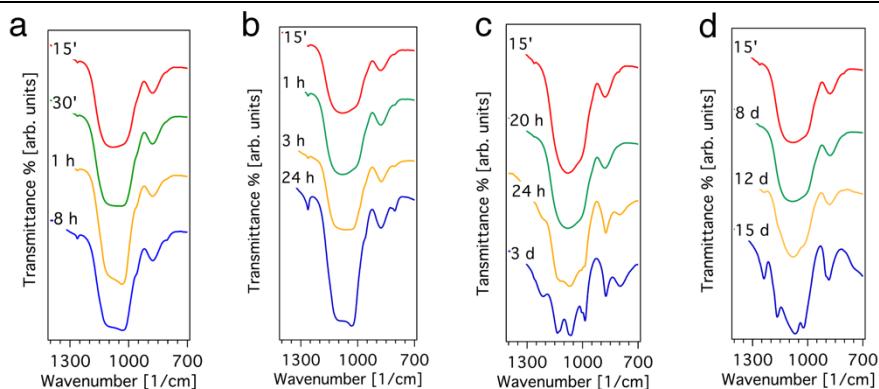 a
15'
30'
1 h
8 h
Transmittance % [arb. units]
1300 1000 700
Wavenumber [1/cm]
b
15'
1 h
3 h
24 h
Transmittance % [arb. units]
1300 1000 700
Wavenumber [1/cm]
c
15'
20 h
24 h
3 d
Tansmittance % [arb. units]
1300 1000 700
Wavenumber [1/cm]
d
15'
8 d
12 d
15 d
Tranmittance % [arb. units]
1300 1000 700
Wavenumber [1/cm]